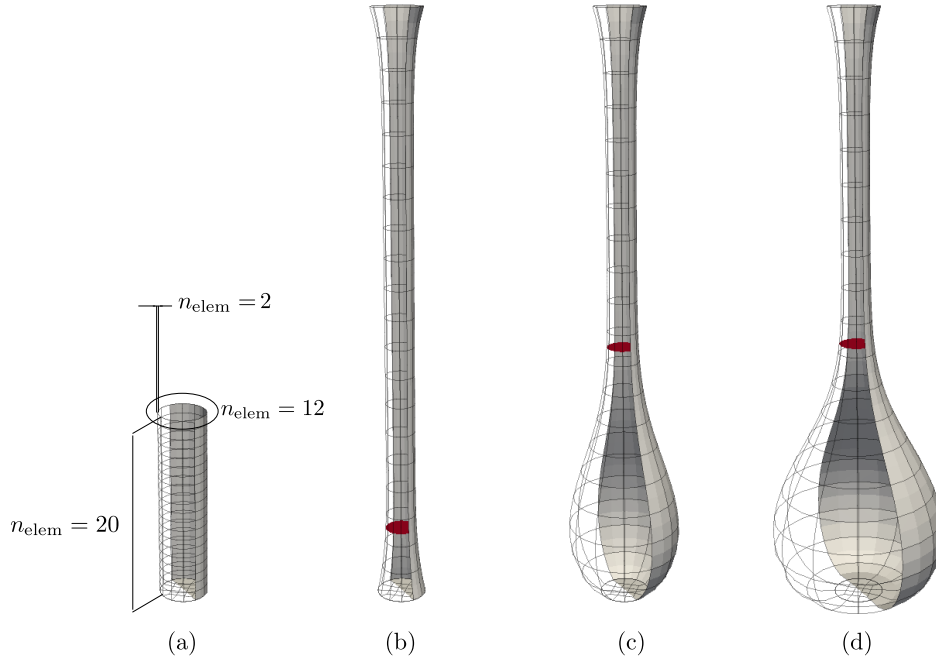 n_elem = 2
n_elem = 12
n_elem = 20
(a)
(b)
(c)
(d)